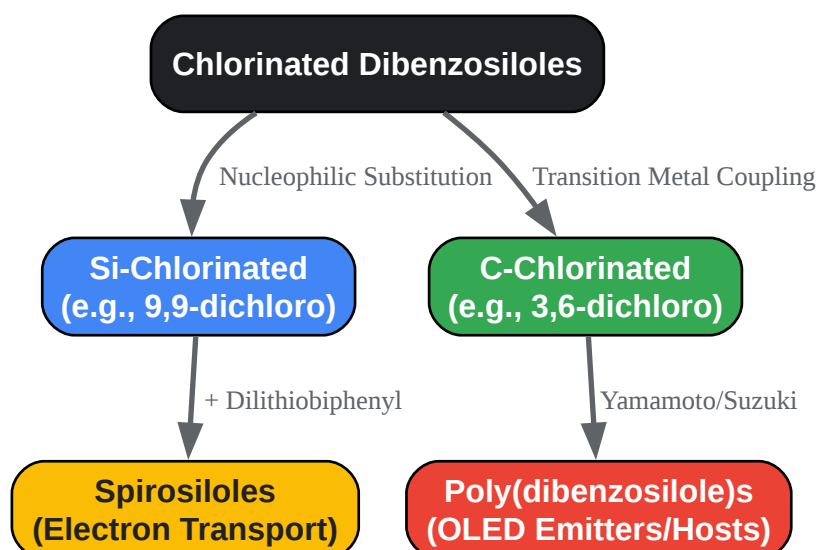 Chlorinated Dibenzosiloles
Nucleophilic Substitution
Transition Metal Coupling
Si-Chlorinated
(e.g., 9,9-dichloro)
C-Chlorinated
(e.g., 3,6-dichloro)
+ Dilithiobiphenyl
Yamamoto/Suzuki
Spirosiloles
(Electron Transport)
Poly(dibenzosilole)s
(OLED Emitters/Hosts)